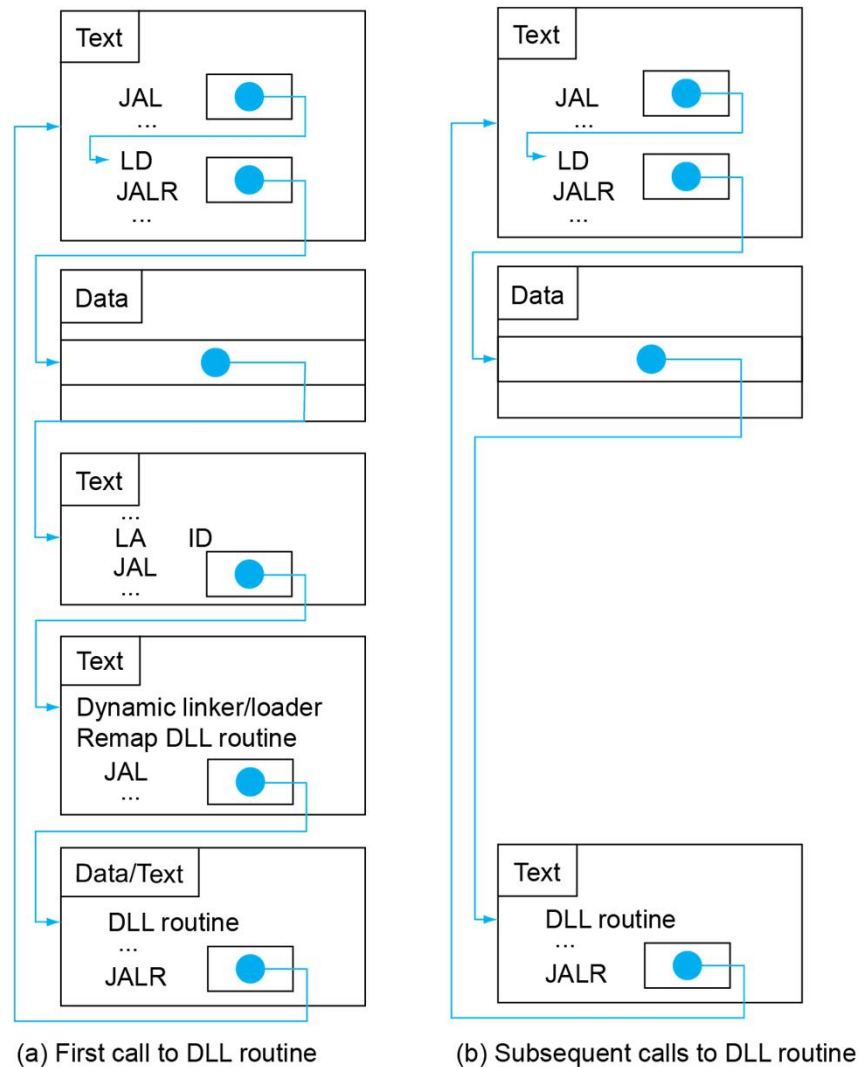 Text
JAL
...
LD
JALR
...
Data
Text
...
LA ID
JAL
...
Text
Dynamic linker/loader
Remap DLL routine
JAL
...
Data/Text
DLL routine
...
JALR
(a) First call to DLL routine
Text
JAL
...
LD
JALR
...
Data
Text
DLL routine
...
JALR
(b) Subsequent calls to DLL routine